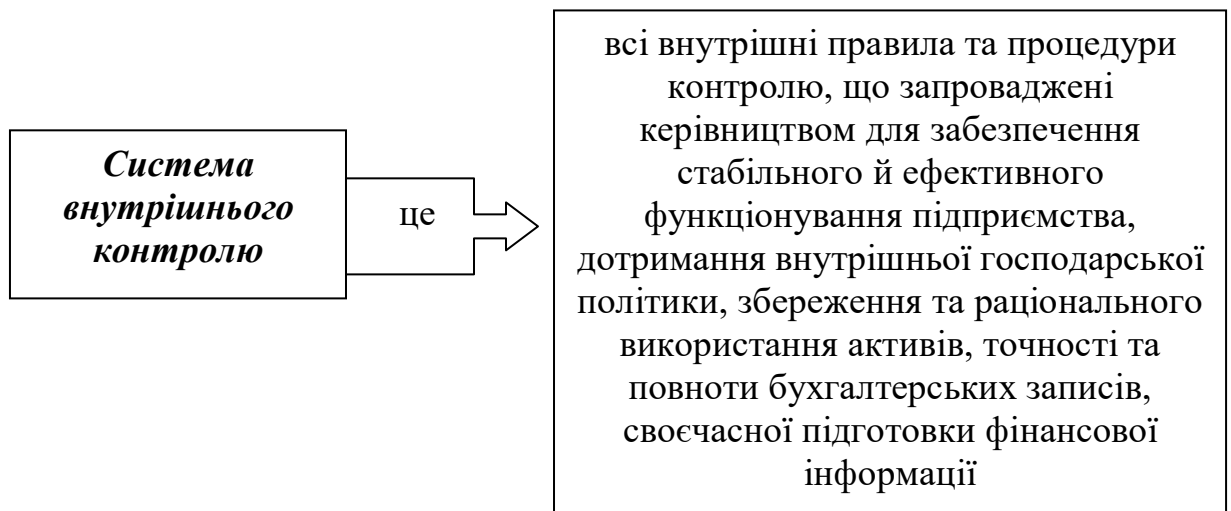 Система
внутрішнього
контролю
це
всі внутрішні правила та процедури
контролю, що запроваджені
керівництвом для забезпечення
стабільного й ефективного
функціонування підприємства,
дотримання внутрішньої господарської
політики, збереження та раціонального
використання активів, точності та
повноти бухгалтерських записів,
своєчасної підготовки фінансової
інформації